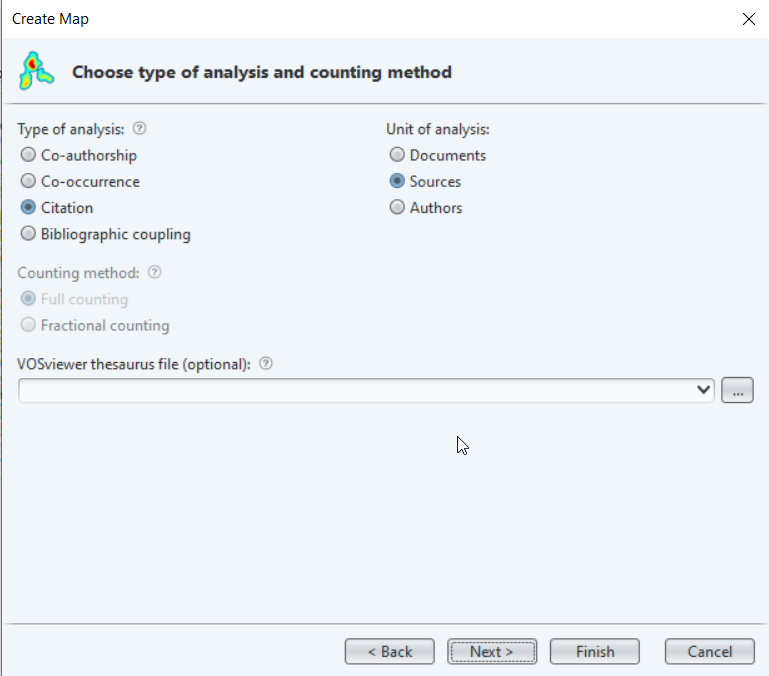 Create Map
Choose type of analysis and counting method
Type of analysis: ?
Co-authorship
Co-occurrence
Citation
Bibliographic coupling
Unit of analysis:
Documents
Sources
Authors
Counting method: ?
Full counting
Fractional counting
VOSviewer thesaurus file (optional): ?
...
< Back
Next >
Finish
Cancel